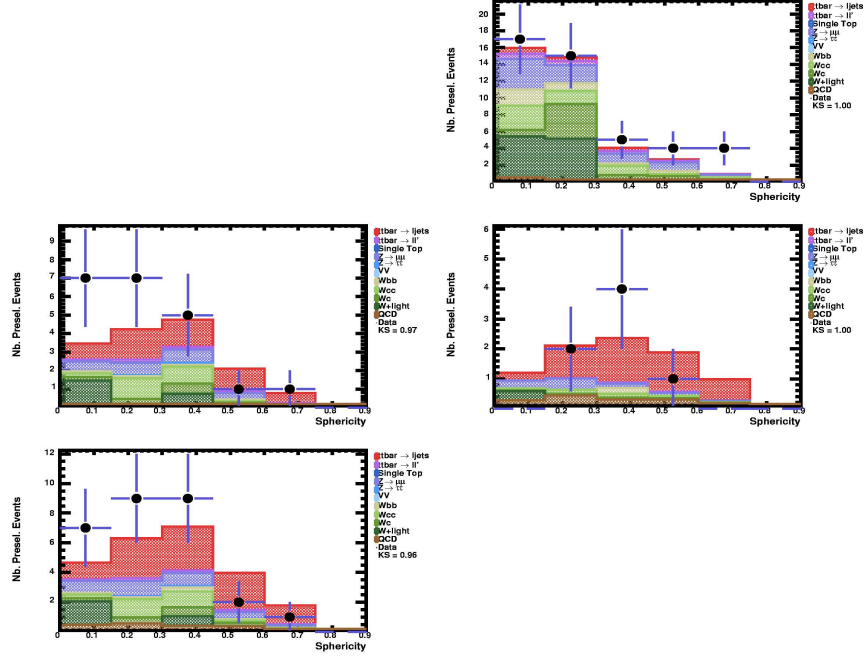 Nb. Presel. Events
20
18
16
14
12
10
8
6
4
2
0 0.1 0.2 0.3 0.4 0.5 0.6 0.7 0.8 0.9
Sphericity
ttbar → ljets
ttbar → ll'
Single Top
Z → μμ
Z → ττ
VV
Wbb
Wcc
Wc
W+light
QCD
Data
KS = 1.00
Nb. Presel. Events
9
8
7
6
5
4
3
2
1
0 0.1 0.2 0.3 0.4 0.5 0.6 0.7 0.8 0.9
Sphericity
ttbar → ljets
ttbar → ll'
Single Top
Z → μμ
Z → ττ
VV
Wbb
Wcc
Wc
W+light
QCD
Data
KS = 0.97
Nb. Presel. Events
6
5
4
3
2
1
0 0.1 0.2 0.3 0.4 0.5 0.6 0.7 0.8 0.9
Sphericity
ttbar → ljets
ttbar → ll'
Single Top
Z → μμ
Z → ττ
VV
Wbb
Wcc
Wc
W+light
QCD
Data
KS = 1.00
Nb. Presel. Events
12
10
8
6
4
2
0 0.1 0.2 0.3 0.4 0.5 0.6 0.7 0.8 0.9
Sphericity
ttbar → ljets
ttbar → ll'
Single Top
Z → μμ
Z → ττ
VV
Wbb
Wcc
Wc
W+light
QCD
Data
KS = 0.96